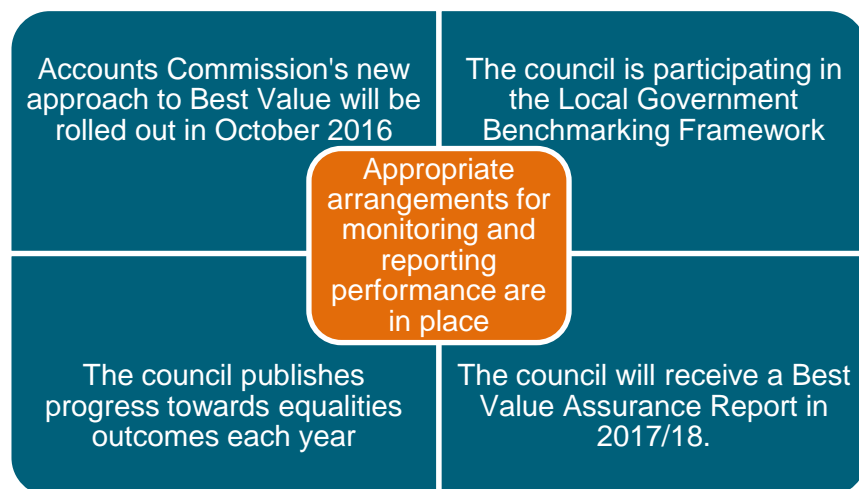 Accounts Commission's new
approach to Best Value will be
rolled out in October 2016
The council is participating in
the Local Government
Benchmarking Framework
Appropriate
arrangements for
monitoring and
reporting
performance are
in place
The council publishes
progress towards equalities
outcomes each year
The council will receive a Best
Value Assurance Report in
2017/18.